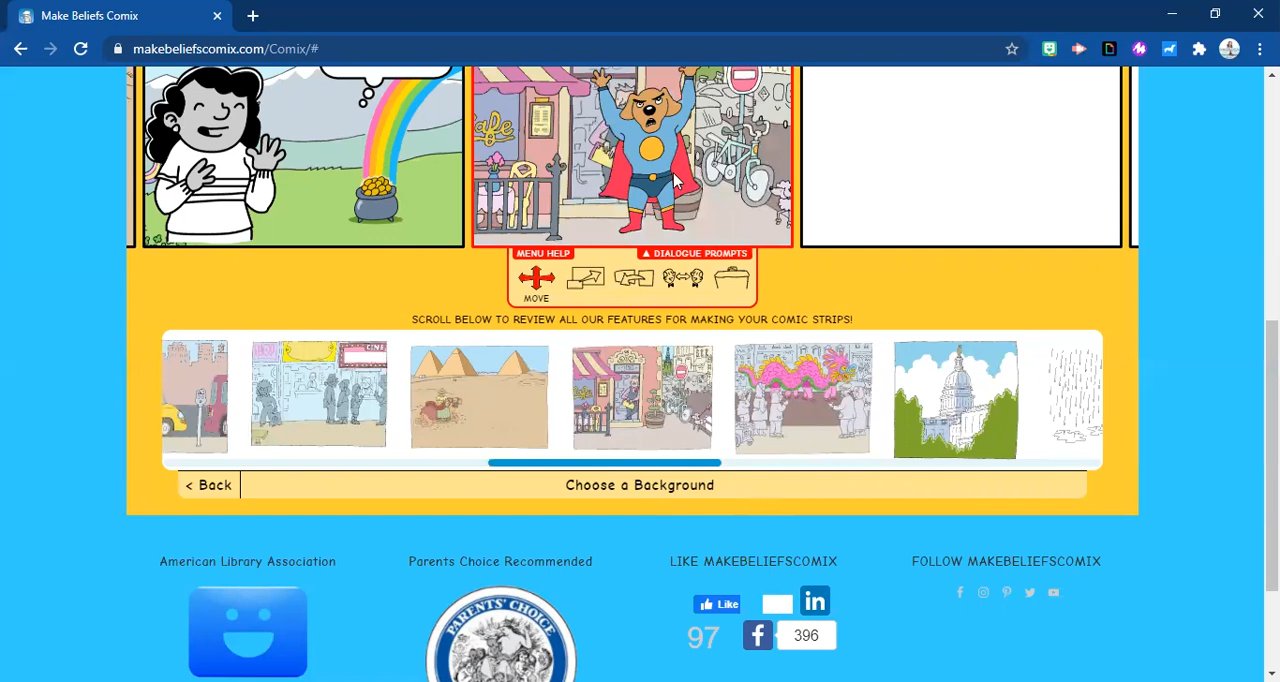 Make Beliefs Comix
makebeliefscomix.com/Comix/#
Cafe
MENU HELP
▲ DIALOGUE PROMPTS
MOVE
SCROLL BELOW TO REVIEW ALL OUR FEATURES FOR MAKING YOUR COMIC STRIPS!
CINE
< Back
Choose a Background
American Library Association
Parents Choice Recommended
LIKE MAKEBELIEFSCOMIX
FOLLOW MAKEBELIEFSCOMIX
PARENTS' CHOICE
Like
in
97
f
396